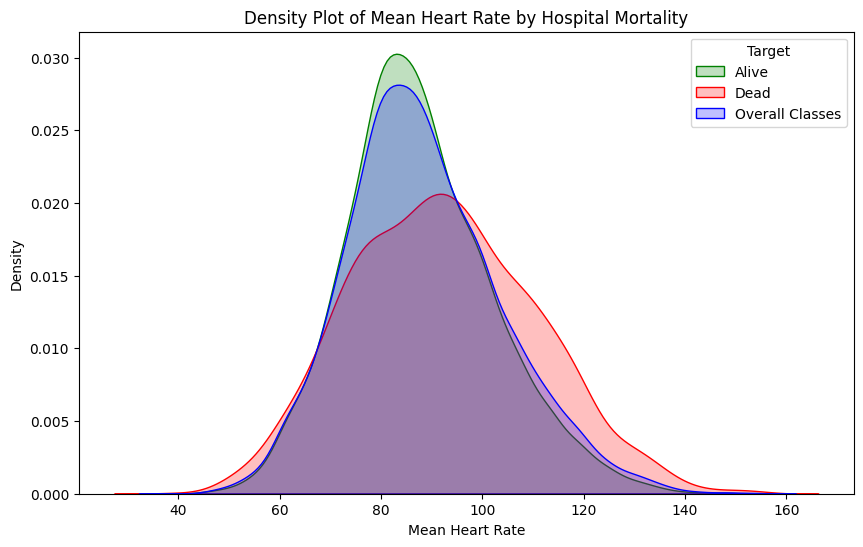 Density Plot of Mean Heart Rate by Hospital Mortality
Target
Alive
Dead
Overall Classes
Density
0.030
0.025
0.020
0.015
0.010
0.005
0.000
40 60 80 100 120 140 160
Mean Heart Rate